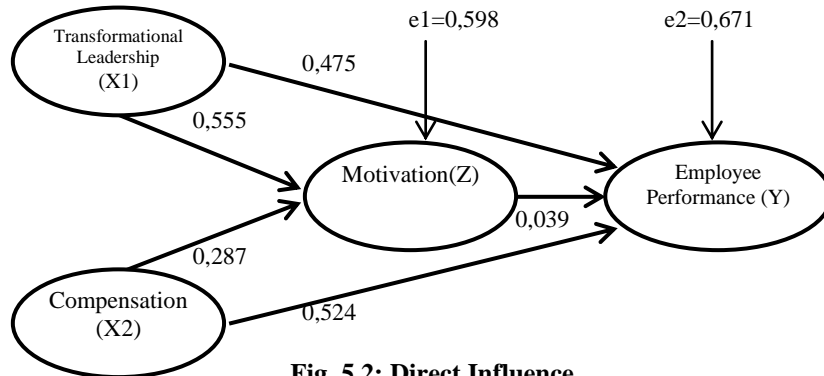 Transformational
Leadership
(X1)
e1=0,598
e2=0,671
0,475
0,555
Motivation(Z)
Employee
Performance (Y)
0,039
0,287
Compensation
(X2)
0,524
Fig. 5.2: Direct Influence